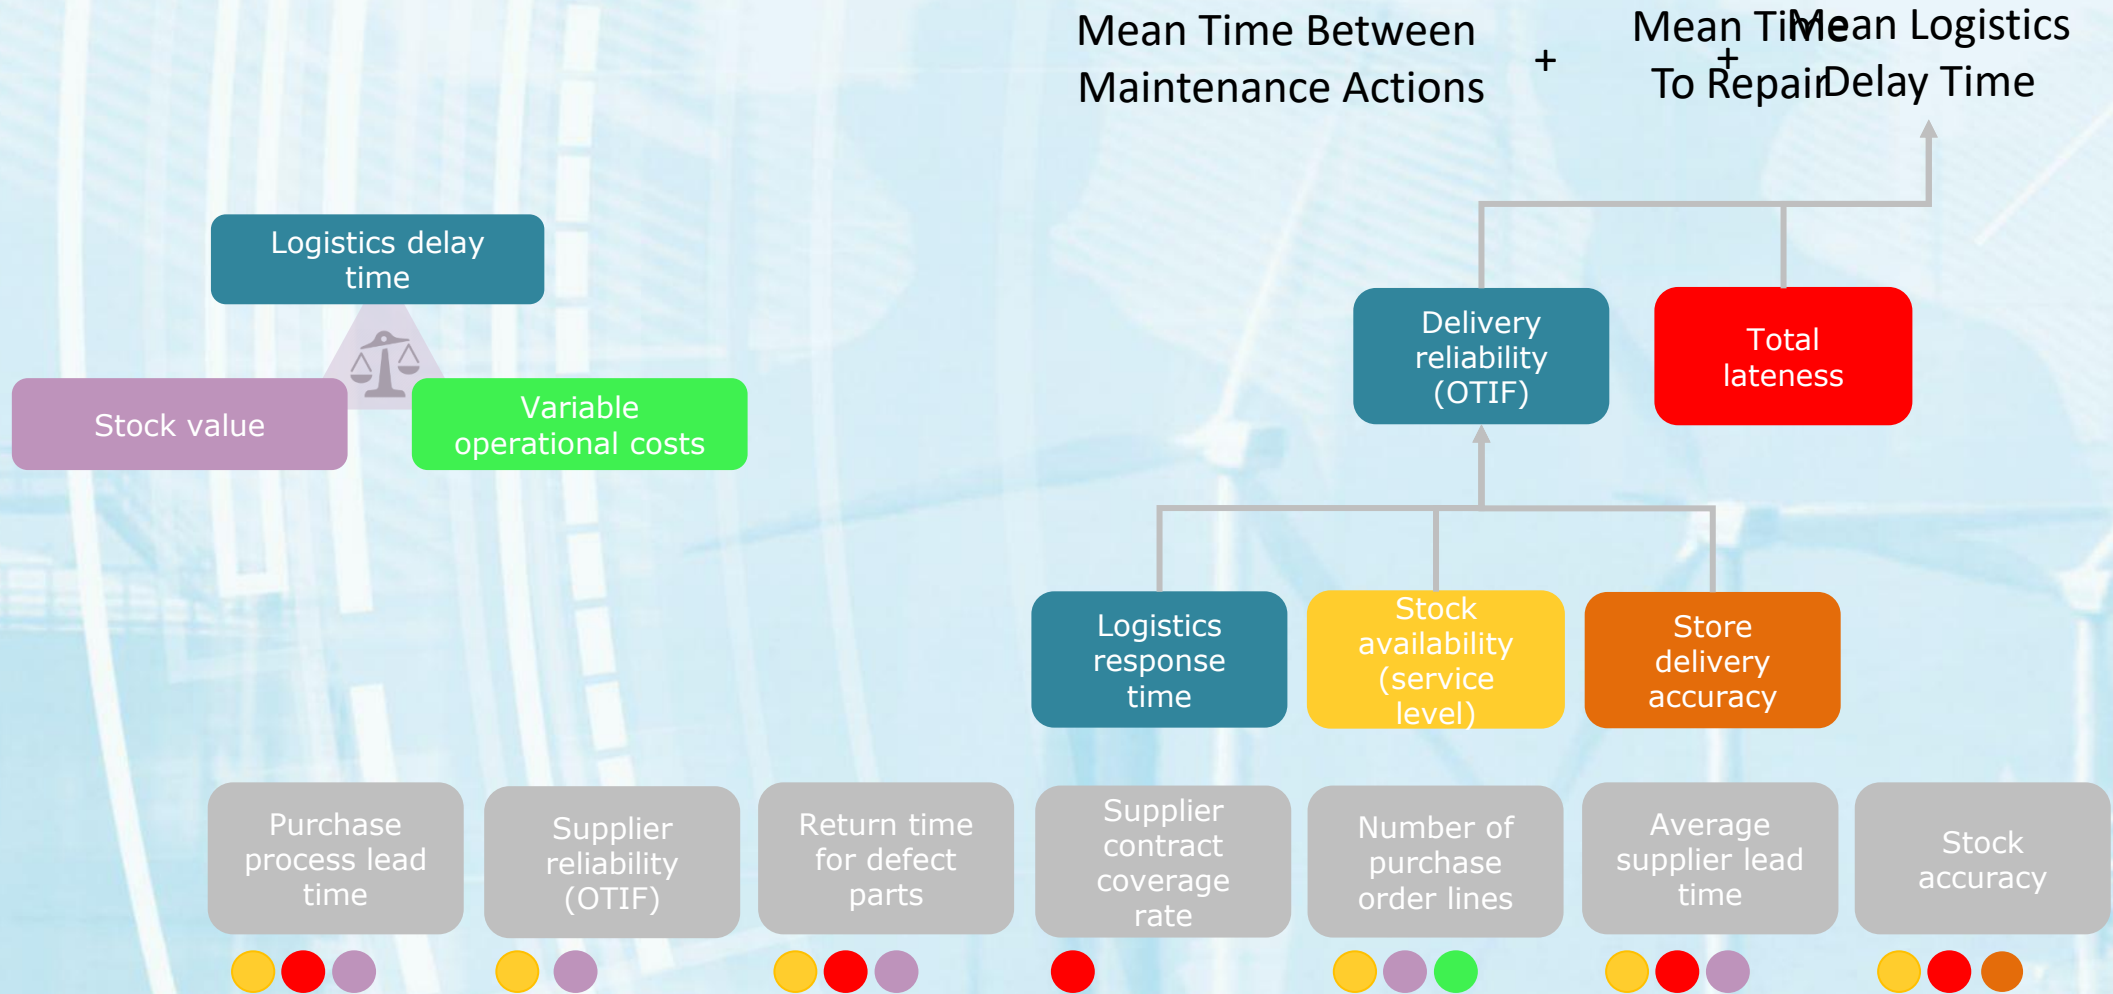 Mean Time Between
Maintenance Actions
+
Mean Time
To Repair
+
Mean Logistics
Delay Time
Logistics delay
time
Stock value
Variable
operational costs
Delivery
reliability
(OTIF)
Total
lateness
Logistics
response
time
Stock
availability
(service
level)
Store
delivery
accuracy
Purchase
process lead
time
Supplier
reliability
(OTIF)
Return time
for defect
parts
Supplier
contract
coverage
rate
Number of
purchase
order lines
Average
supplier lead
time
Stock
accuracy